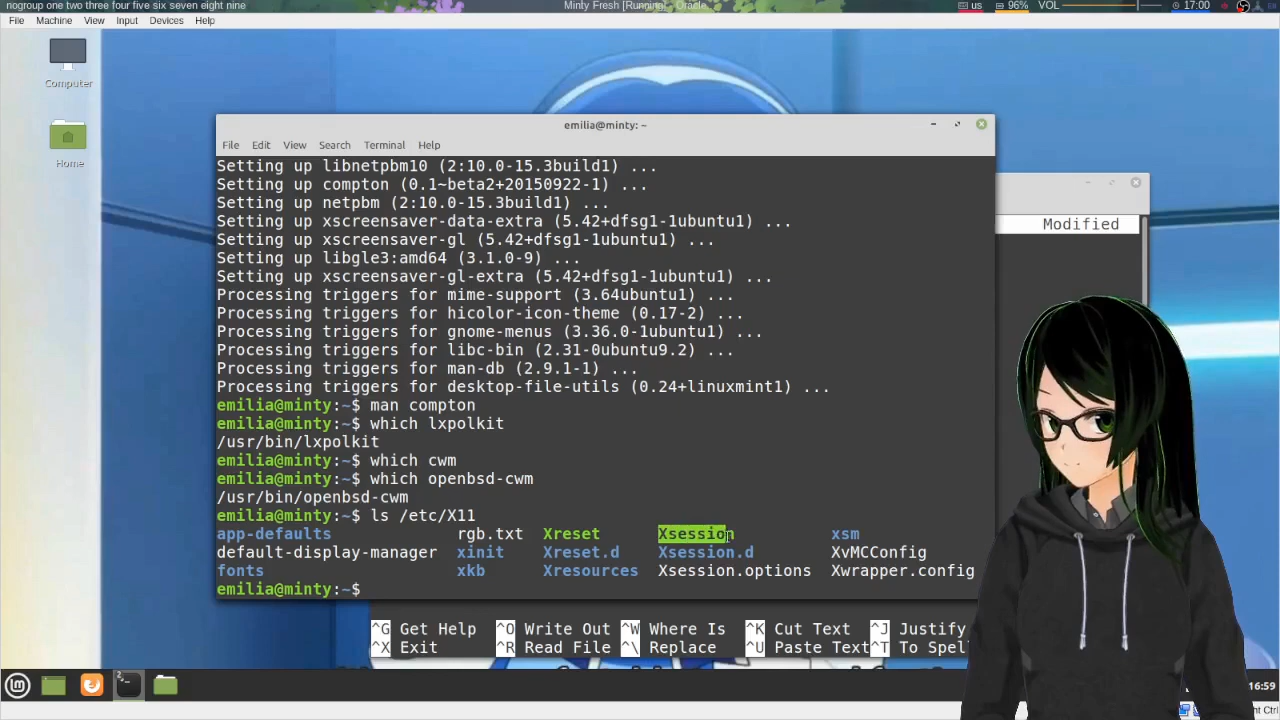 nogroup one two three four five six seven eight nine
Minty Fresh [Running] - Oracle
us 96% VOL 17:00
File Machine View Input Devices Help
Computer
Home
emilia@minty: ~
File Edit View Search Terminal Help
Setting up libnetpbm10 (2:10.0-15.3build1) ...
Setting up compton (0.1~beta2+20150922-1) ...
Setting up netpbm (2:10.0-15.3build1) ...
Setting up xscreensaver-data-extra (5.42+dfsg1-1ubuntu1) ...
Setting up xscreensaver-gl (5.42+dfsg1-1ubuntu1) ...
Setting up libgle3:amd64 (3.1.0-9) ...
Setting up xscreensaver-gl-extra (5.42+dfsg1-1ubuntu1) ...
Processing triggers for mime-support (3.64ubuntu1) ...
Processing triggers for hicolor-icon-theme (0.17-2) ...
Processing triggers for gnome-menus (3.36.0-1ubuntu1) ...
Processing triggers for libc-bin (2.31-0ubuntu9.2) ...
Processing triggers for man-db (2.9.1-1) ...
Processing triggers for desktop-file-utils (0.24+linuxmint1) ...
emilia@minty:~$ man compton
emilia@minty:~$ which lxpolkit
/usr/bin/lxpolkit
emilia@minty:~$ which cwm
emilia@minty:~$ which openbsd-cwm
/usr/bin/openbsd-cwm
emilia@minty:~$ ls /etc/X11
app-defaults rgb.txt Xreset Xsession xsm
default-display-manager xinit Xreset.d Xsession.d XvMCConfig
fonts xkb Xresources Xsession.options Xwrapper.config
emilia@minty:~$
Modified
^G Get Help ^O Write Out ^W Where Is ^K Cut Text ^J Justify
^X Exit ^R Read File ^\ Replace ^U Paste Text ^T To Spel
16:59
ht Ctrl